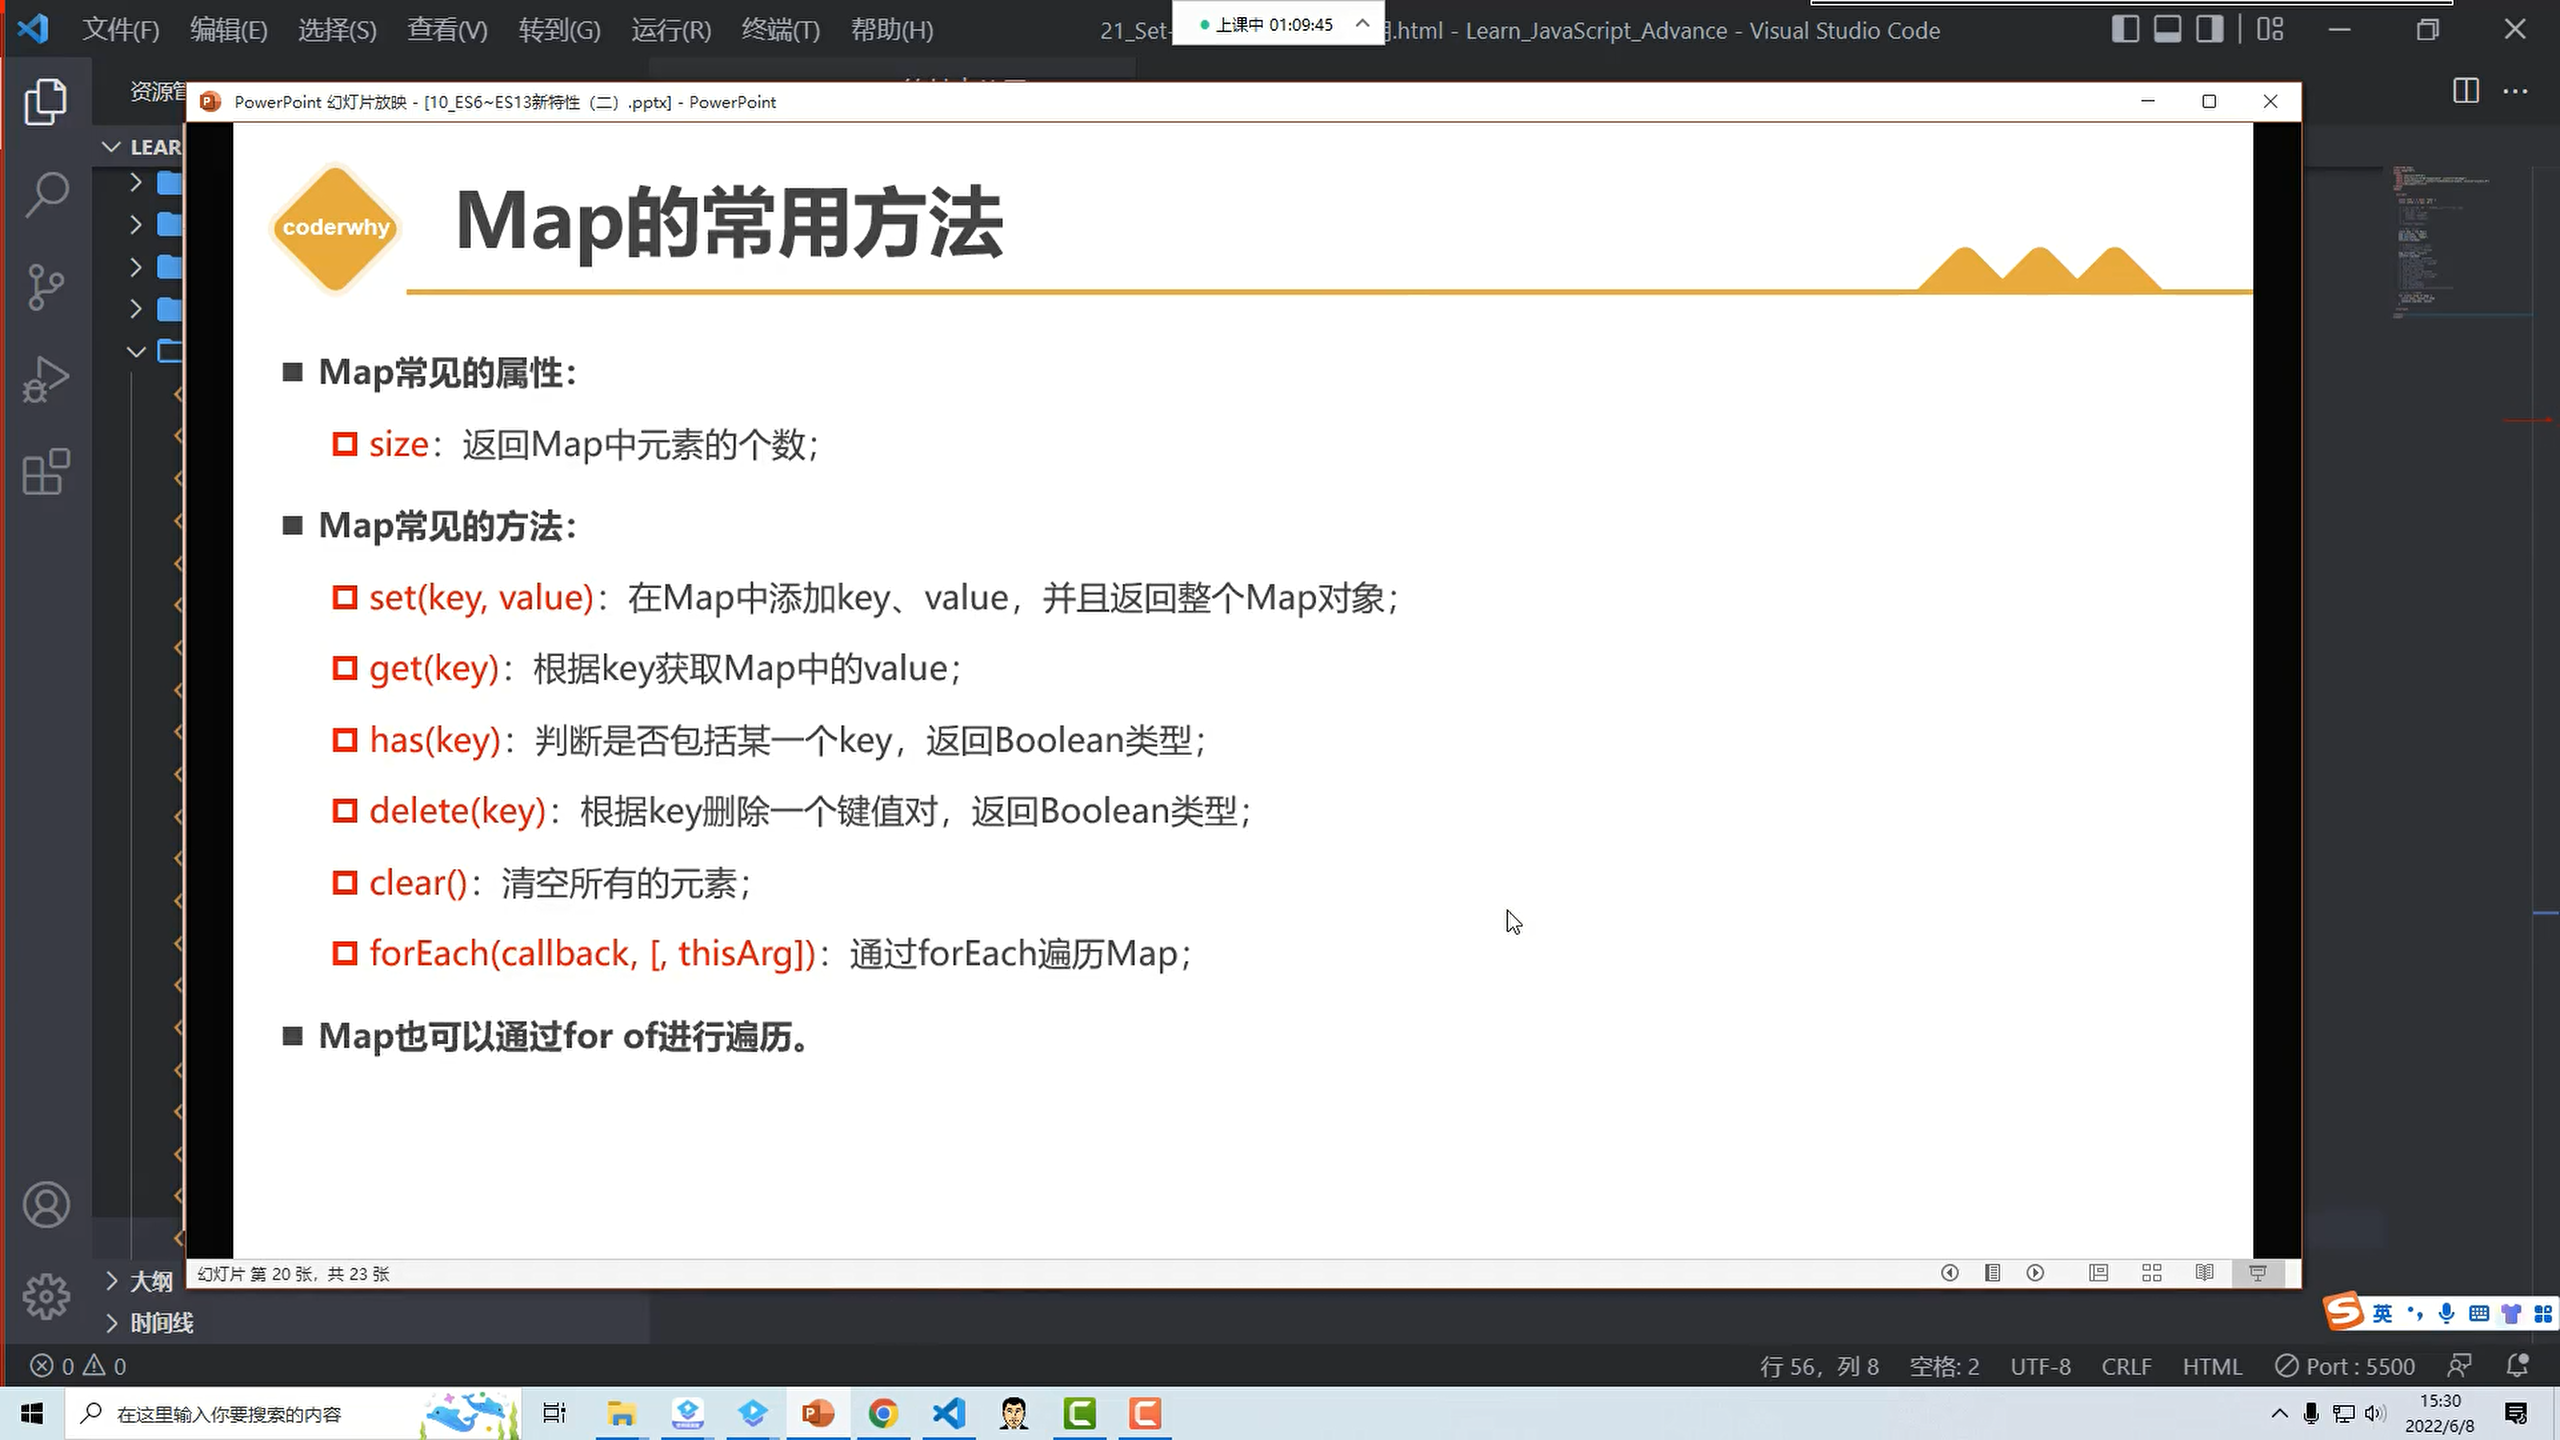 文件(F) 编辑(E) 选择(S) 查看(V) 转到(G) 运行(R) 终端(T) 帮助(H)
21_Set-
上课中 01:09:45
.html - Learn_JavaScript_Advance - Visual Studio Code
资源管
PowerPoint 幻灯片放映 - [10_ES6~ES13新特性（二）.pptx] - PowerPoint
LEAR
coderwhy
Map的常用方法
Map常见的属性：
size：返回Map中元素的个数；
Map常见的方法：
set(key, value)：在Map中添加key、value，并且返回整个Map对象；
get(key)：根据key获取Map中的value；
has(key)：判断是否包括某一个key，返回Boolean类型；
delete(key)：根据key删除一个键值对，返回Boolean类型；
clear()：清空所有的元素；
forEach(callback, [, thisArg])：通过forEach遍历Map；
Map也可以通过for of进行遍历。
幻灯片 第 20 张，共 23 张
大纲
时间线
英
0 0
行 56，列 8 空格: 2 UTF-8 CRLF HTML Port : 5500
在这里输入你要搜索的内容
15:30
2022/6/8